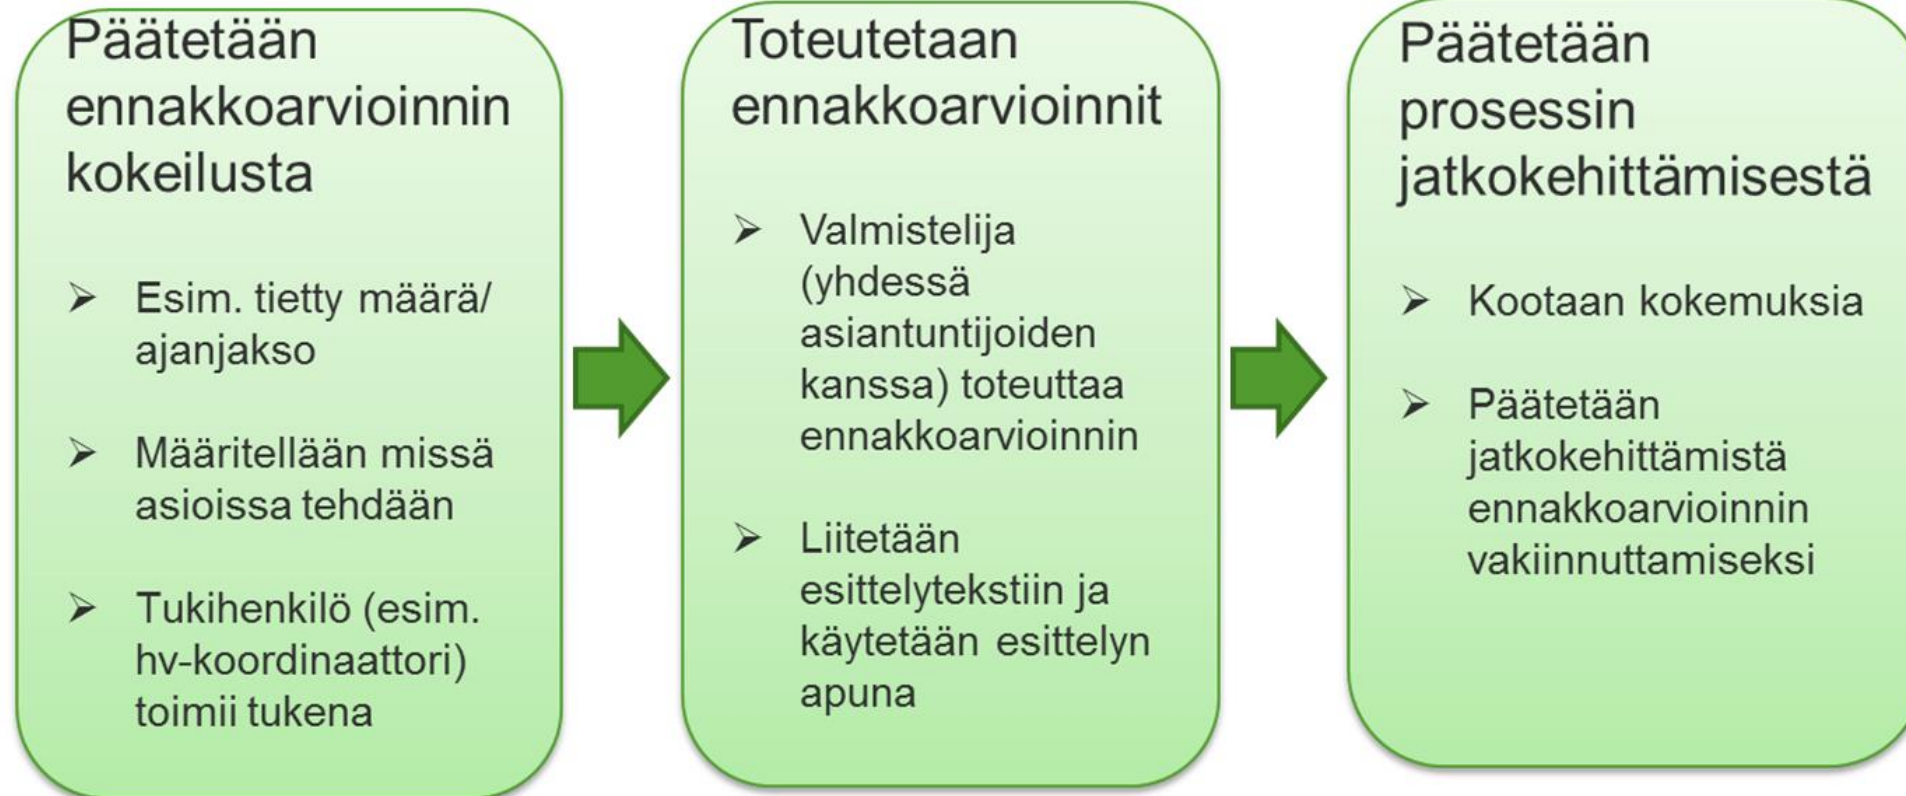 Päätetään
ennakkoarvioinnin
kokeilusta
➢ Esim. tietty määrä/
ajanjakso
➢ Määritellään missä
asioissa tehdään
➢ Tukihenkilö (esim.
hv-koordinaattori)
toimii tukena
Toteutetaan
ennakkoarvioinnit
➢ Valmistelija
(yhdessä
asiantuntijoiden
kanssa) toteuttaa
ennakkoarvioinnin
➢ Liitetään
esittelytekstiin ja
käytetään esittelyn
apuna
Päätetään
prosessin
jatkokehittämisestä
➢ Kootaan kokemuksia
➢ Päätetään
jatkokehittämistä
ennakkoarvioinnin
vakiinnuttamiseksi